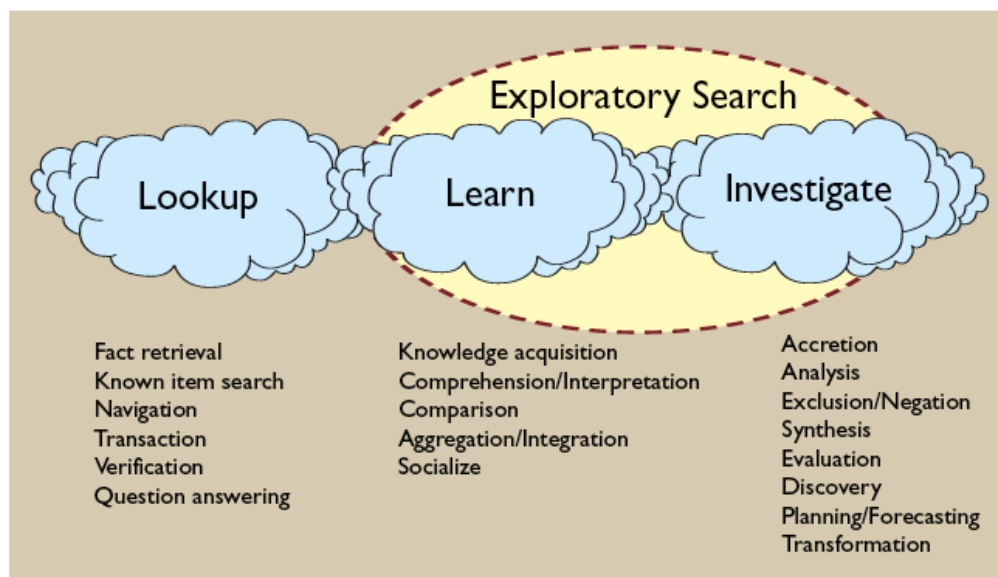 Exploratory Search
Lookup
Learn
Investigate
Fact retrieval
Known item search
Navigation
Transaction
Verification
Question answering
Knowledge acquisition
Comprehension/Interpretation
Comparison
Aggregation/Integration
Socialize
Accretion
Analysis
Exclusion/Negation
Synthesis
Evaluation
Discovery
Planning/Forecasting
Transformation